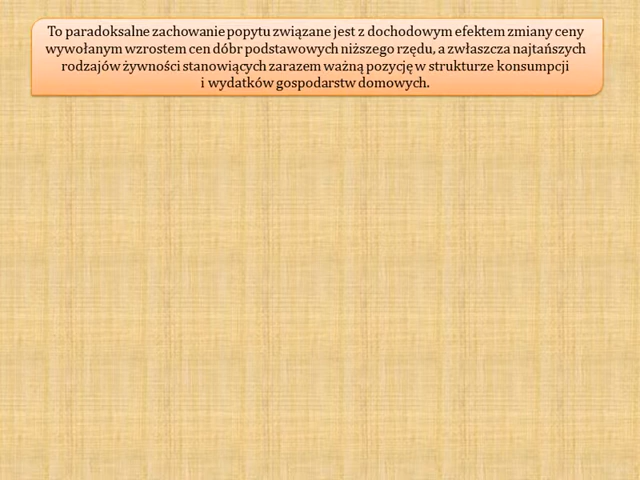 To paradoksalne zachowanie popytu związane jest z dochodowym efektem zmiany ceny
wywołanym wzrostem cen dóbr podstawowych niższego rzędu, a zwłaszcza najtańszych
rodzajów żywności stanowiących zarazem ważną pozycję w strukturze konsumpcji
i wydatków gospodarstw domowych.